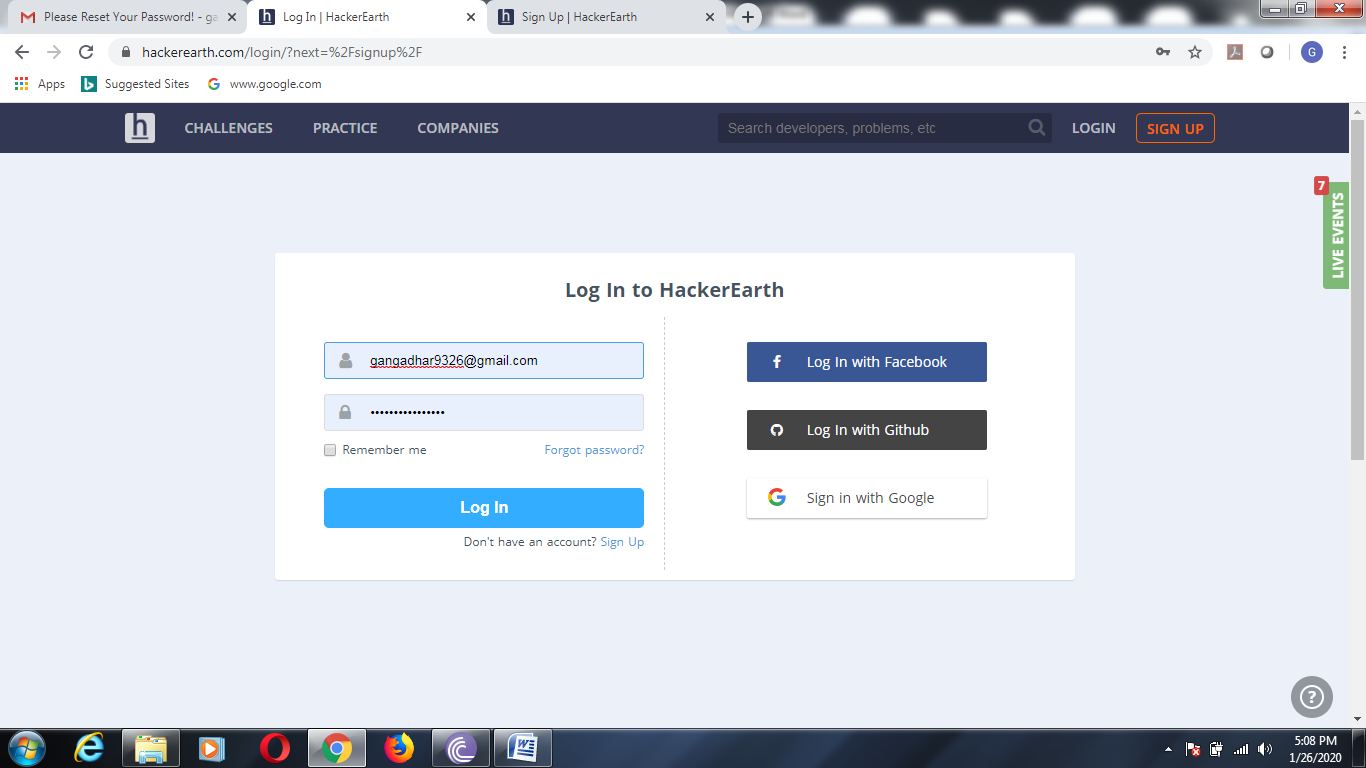 Please Reset Your Password! - ga
Log In | HackerEarth
Sign Up | HackerEarth
hackerearth.com/login/?next=%2Fsignup%2F
G
Apps
Suggested Sites
www.google.com
h
CHALLENGES
PRACTICE
COMPANIES
Search developers, problems, etc
LOGIN
SIGN UP
7
LIVE EVENTS
Log In to HackerEarth
gangadhar9326@gmail.com
••••••••••••••••
Remember me
Forgot password?
Log In
Don't have an account? Sign Up
Log In with Facebook
Log In with Github
Sign in with Google
?
5:08 PM
1/26/2020